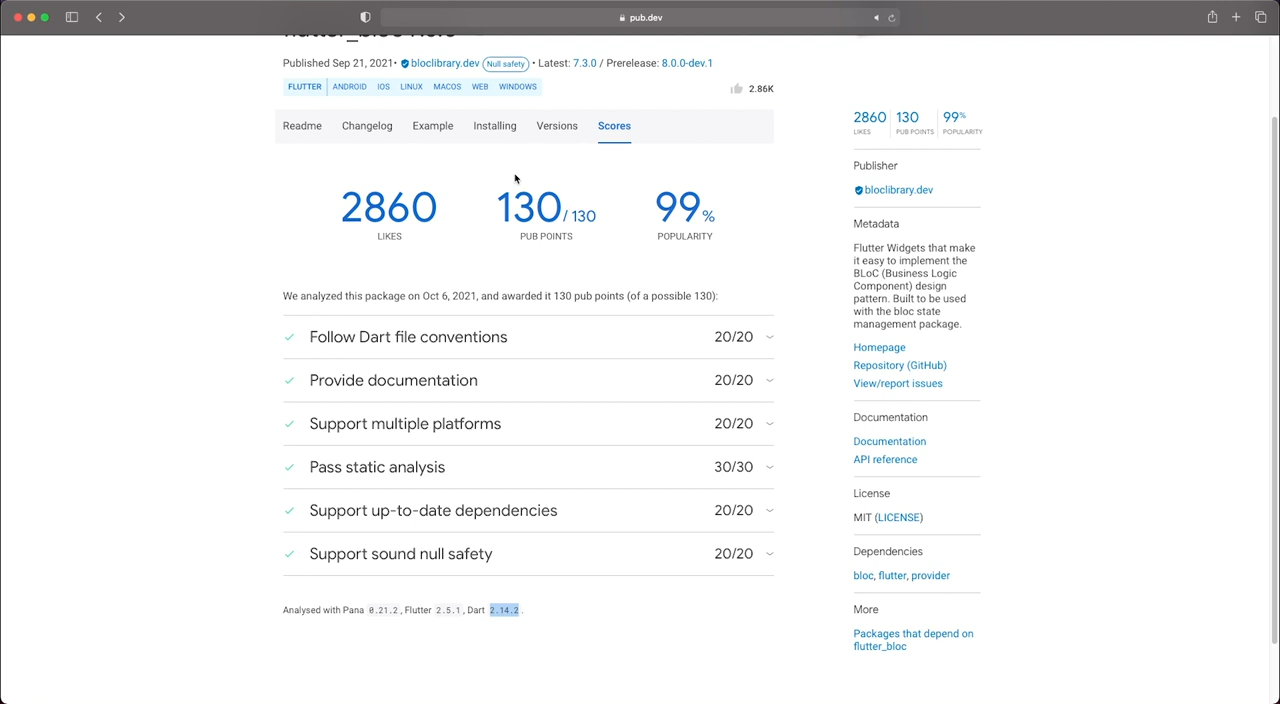 pub.dev
Published Sep 21, 2021• bloclibrary.dev Null safety • Latest: 7.3.0 / Prerelease: 8.0.0-dev.1
FLUTTER ANDROID IOS LINUX MACOS WEB WINDOWS
2.86K
Readme Changelog Example Installing Versions Scores
2860 LIKES
130/ 130 PUB POINTS
99% POPULARITY
We analyzed this package on Oct 6, 2021, and awarded it 130 pub points (of a possible 130):
Follow Dart file conventions 20/20
Provide documentation 20/20
Support multiple platforms 20/20
Pass static analysis 30/30
Support up-to-date dependencies 20/20
Support sound null safety 20/20
Analysed with Pana 0.21.2, Flutter 2.5.1, Dart 2.14.2.
2860 130 99%
LIKES PUB POINTS POPULARITY
Publisher
bloclibrary.dev
Metadata
Flutter Widgets that make
it easy to implement the
BLoC (Business Logic
Component) design
pattern. Built to be used
with the bloc state
management package.
Homepage
Repository (GitHub)
View/report issues
Documentation
Documentation
API reference
License
MIT (LICENSE)
Dependencies
bloc, flutter, provider
More
Packages that depend on
flutter_bloc